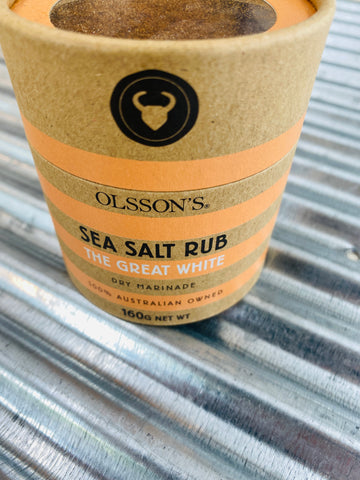 OLSSON'S®
SEA SALT RUB
THE GREAT WHITE
DRY MARINADE
100% AUSTRALIAN OWNED
160G NET WT